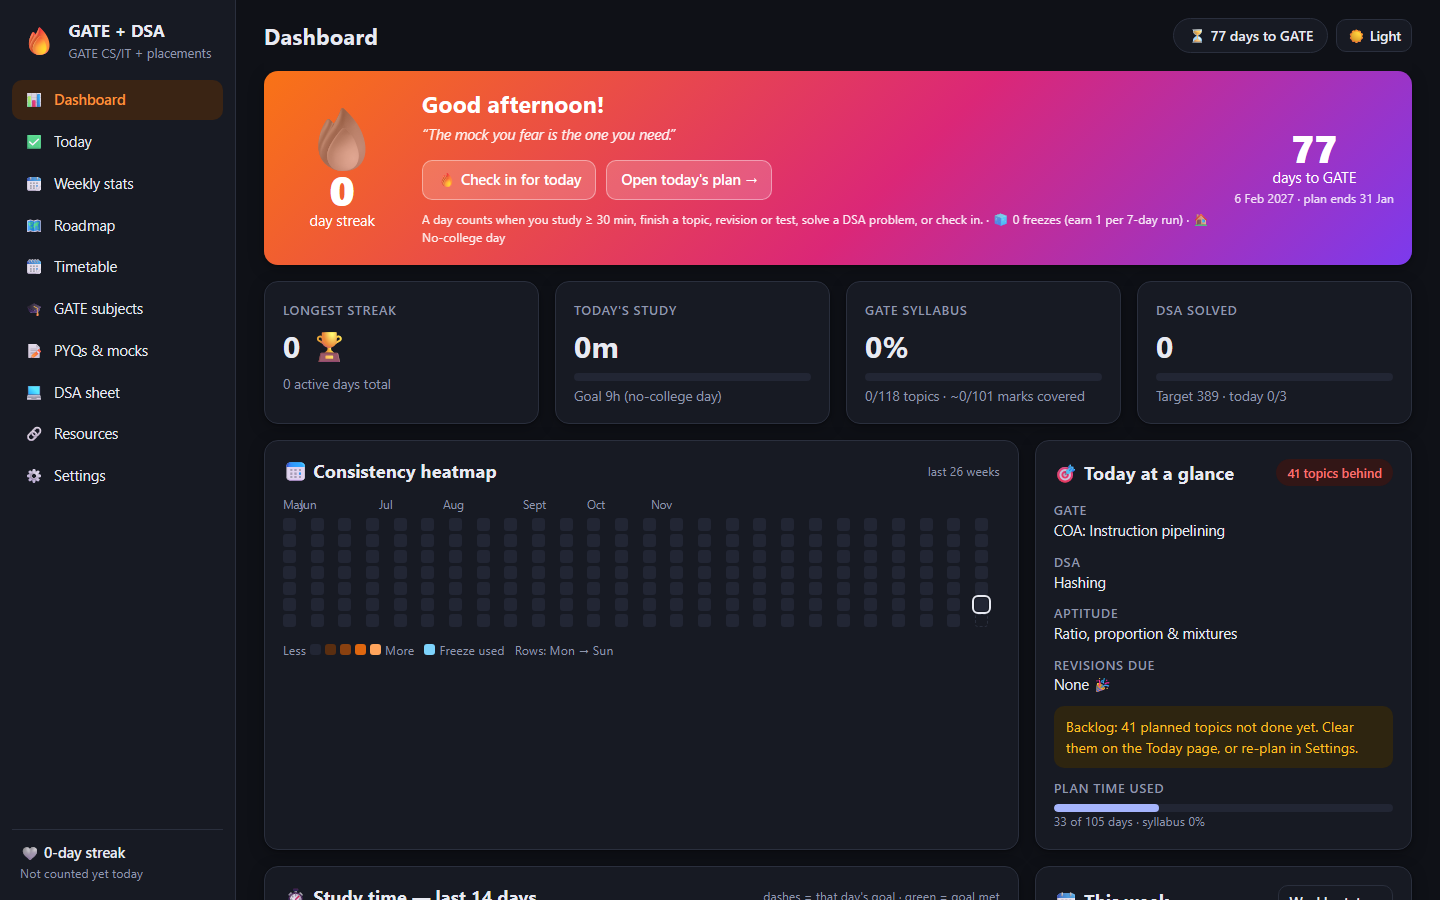 GATE + DSA
GATE CS/IT + placements
Dashboard
Today
Weekly stats
Roadmap
Timetable
GATE subjects
PYQs & mocks
DSA sheet
Resources
Settings
0-day streak
Not counted yet today
Dashboard
77 days to GATE
Light
0
day streak
Good afternoon!
“The mock you fear is the one you need.”
Check in for today
Open today's plan →
A day counts when you study ≥ 30 min, finish a topic, revision or test, solve a DSA problem, or check in. · 0 freezes (earn 1 per 7-day run) ·
No-college day
77
days to GATE
6 Feb 2027 · plan ends 31 Jan
LONGEST STREAK
0
0 active days total
TODAY'S STUDY
0m
Goal 9h (no-college day)
GATE SYLLABUS
0%
0/118 topics · ~0/101 marks covered
DSA SOLVED
0
Target 389 · today 0/3
Consistency heatmap
last 26 weeks
May Jun Jul Aug Sept Oct Nov
Less More Freeze used Rows: Mon → Sun
Today at a glance
41 topics behind
GATE
COA: Instruction pipelining
DSA
Hashing
APTITUDE
Ratio, proportion & mixtures
REVISIONS DUE
None
Backlog: 41 planned topics not done yet. Clear
them on the Today page, or re-plan in Settings.
PLAN TIME USED
33 of 105 days · syllabus 0%
Study time — last 14 days
dashes = that day's goal · green = goal met
This week